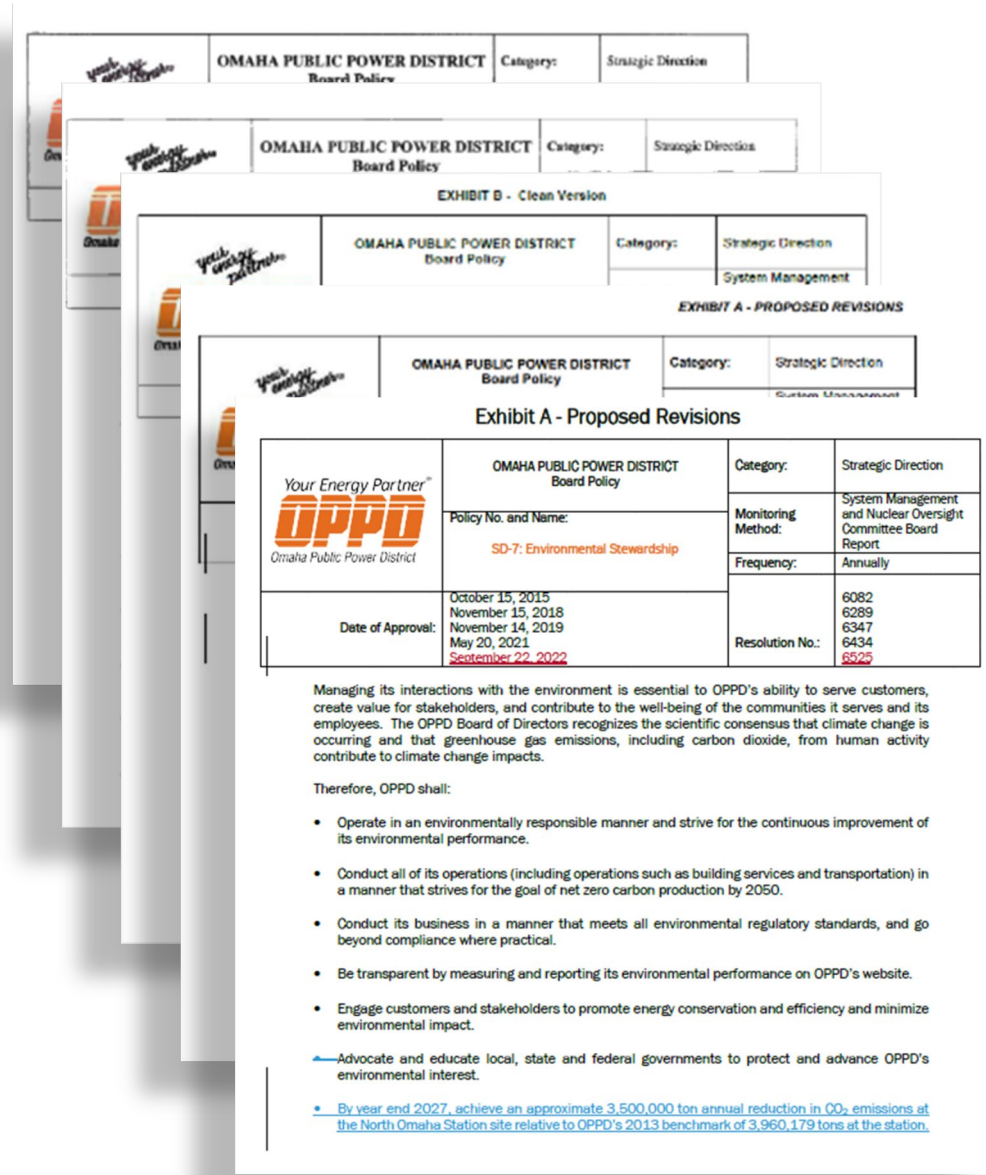 OMAHA PUBLIC POWER DISTRICT
Board Policy
Category:
Strategic Direction
your
energy
partner
OMAHA PUBLIC POWER DISTRICT
Board Policy
Category:
Strategic Direction
your
energy
partner
Omaha
EXHIBIT B - Clean Version
OMAHA PUBLIC POWER DISTRICT
Board Policy
Category:
Strategic Direction
System Management
your
energy
partner
EXHIBIT A - PROPOSED REVISIONS
OMAHA PUBLIC POWER DISTRICT
Board Policy
Category:
Strategic Direction
System Management
your
energy
partner
Exhibit A - Proposed Revisions
Your Energy Partner®
OPPD
Omaha Public Power District
OMAHA PUBLIC POWER DISTRICT
Board Policy
Category:
Strategic Direction
Policy No. and Name:
SD-7: Environmental Stewardship
Monitoring
Method:
System Management
and Nuclear Oversight
Committee Board
Report
Frequency:
Annually
Date of Approval:
October 15, 2015
November 15, 2018
November 14, 2019
May 20, 2021
September 22, 2022
Resolution No.:
6082
6289
6347
6434
6525
Managing its interactions with the environment is essential to OPPD's ability to serve customers,
create value for stakeholders, and contribute to the well-being of the communities it serves and its
employees. The OPPD Board of Directors recognizes the scientific consensus that climate change is
occurring and that greenhouse gas emissions, including carbon dioxide, from human activity
contribute to climate change impacts.
Therefore, OPPD shall:
• Operate in an environmentally responsible manner and strive for the continuous improvement of
its environmental performance.
• Conduct all of its operations (including operations such as building services and transportation) in
a manner that strives for the goal of net zero carbon production by 2050.
• Conduct its business in a manner that meets all environmental regulatory standards, and go
beyond compliance where practical.
• Be transparent by measuring and reporting its environmental performance on OPPD's website.
• Engage customers and stakeholders to promote energy conservation and efficiency and minimize
environmental impact.
• Advocate and educate local, state and federal governments to protect and advance OPPD's
environmental interest.
• By year end 2027, achieve an approximate 3,500,000 ton annual reduction in CO₂ emissions at
the North Omaha Station site relative to OPPD's 2013 benchmark of 3,960,179 tons at the station.